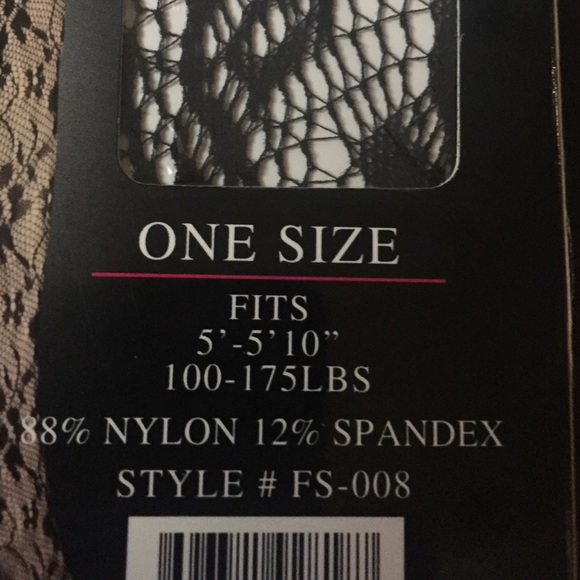 ONE SIZE
FITS
5'-5'10”
100-175LBS
88% NYLON 12% SPANDEX
STYLE # FS-008